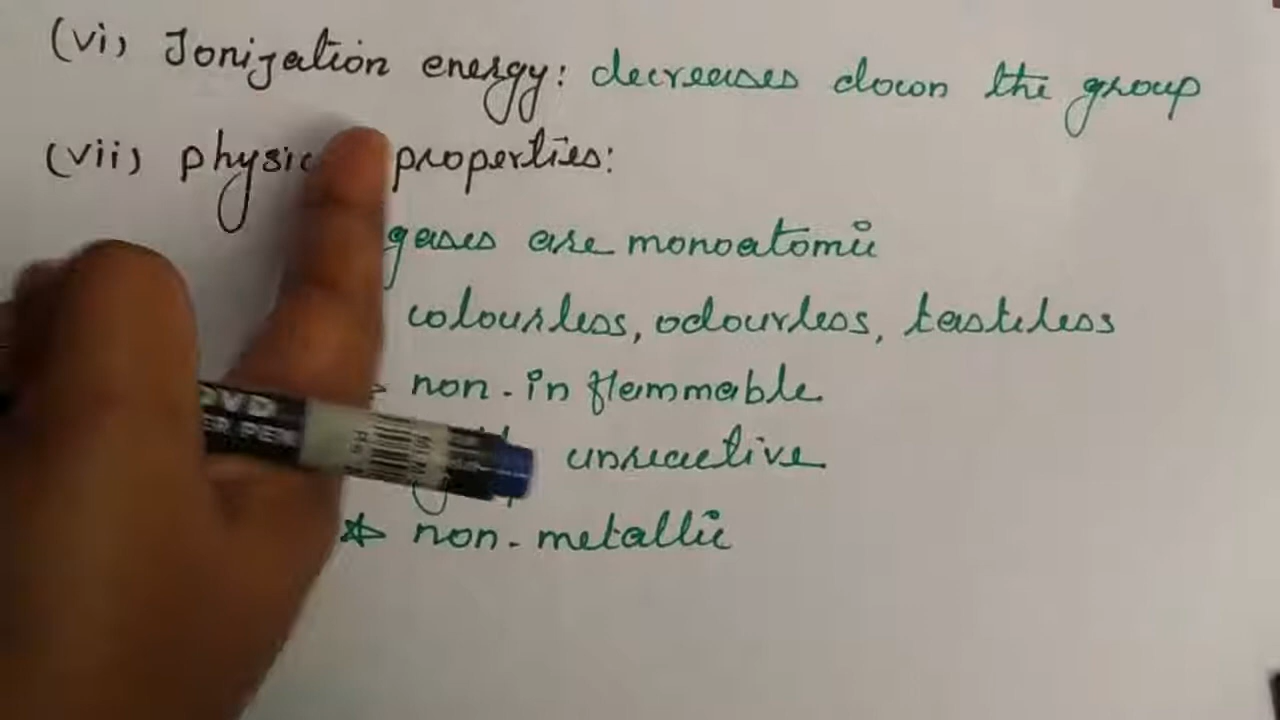 (vi) Ionization energy: decreases down the group
(vii) physic properties:
gases are monoatomic
colourless, odourless, tasteless
non-inflammable
unreactive
non-metallic